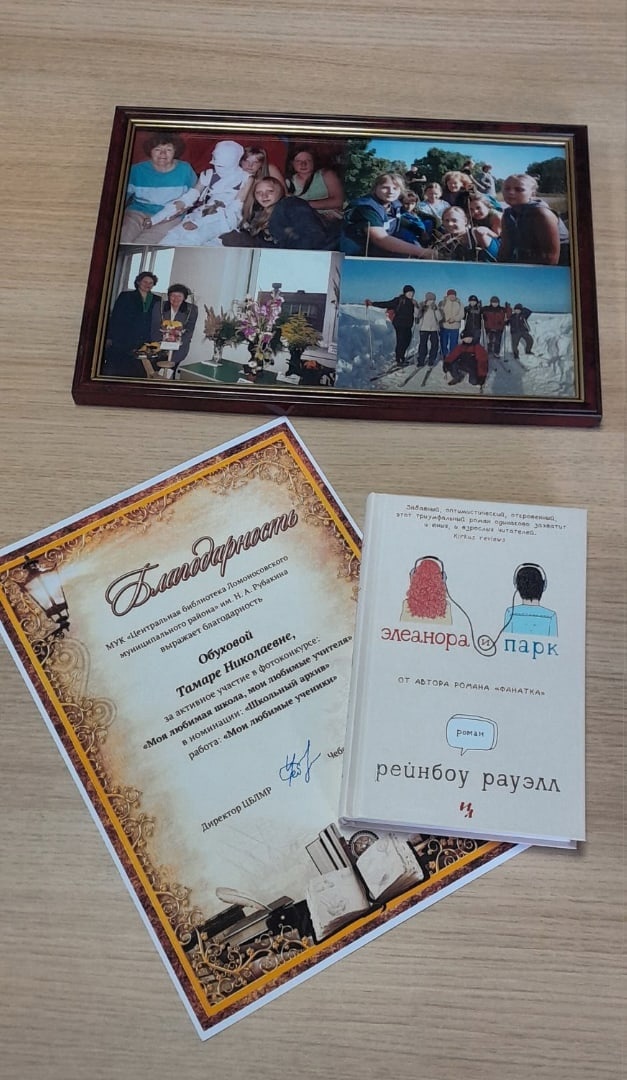 Благодарность
МУК «Центральная библиотека Ломоносовского
муниципального района» им. Н. А. Рубакина
выражает благодарность
Обуховой
Тамаре Николаевне,
за активное участие в фотоконкурсе:
«Моя любимая школа, мои любимые учителя»
в номинации: «Школьный архив»
работа: «Мои любимые ученики»
Директор ЦБЛМР Чеб
Забавный, оптимистический, откровенный,
этот триумфальный роман одинаково захватит
и юных, и взрослых читателей.
Kirkus reviews
элеанора и парк
от автора романа «фанатка»
роман
рейнбоу рауэлл